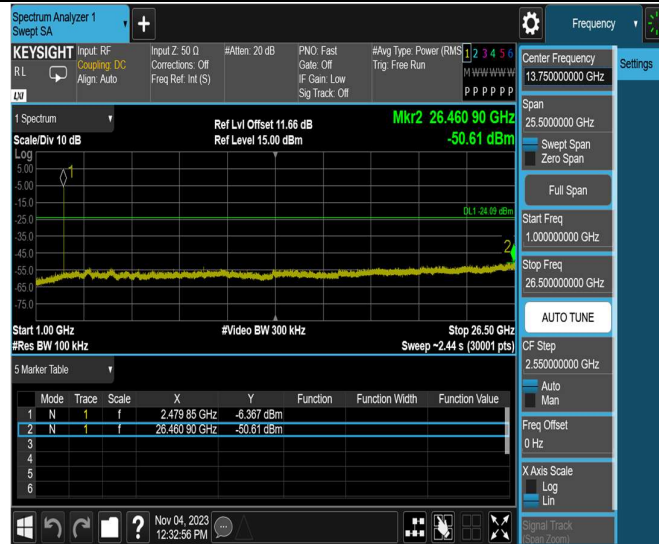 Spectrum Analyzer 1
Swept SA
+
Frequency
KEYSIGHT
RL
LXI
Input: RF
Coupling: DC
Align: Auto
Input Z: 50 Ω
Corrections: Off
Freq Ref: Int (S)
#Atten: 20 dB
PNO: Fast
Gate: Off
IF Gain: Low
Sig Track: Off
#Avg Type: Power (RMS
Trig: Free Run
1 2 3 4 5 6
M W W W W W
P P P P P P
1 Spectrum
Scale/Div 10 dB
Log
Ref Lvl Offset 11.66 dB
Ref Level 15.00 dBm
Mkr2 26.460 90 GHz
-50.61 dBm
5.00
-5.00
-15.0
-25.0
-35.0
-45.0
-55.0
-65.0
-75.0
1
DL1 -24.09 dBm
2
Start 1.00 GHz
#Video BW 300 kHz
Stop 26.50 GHz
#Res BW 100 kHz
Sweep ~2.44 s (30001 pts)
5 Marker Table
Mode Trace Scale X Y Function Function Width Function Value
1 N 1 f 2.479 85 GHz -6.367 dBm
2 N 1 f 26.460 90 GHz -50.61 dBm
3
4
5
6
Nov 04, 2023
12:32:56 PM
Center Frequency
13.750000000 GHz
Settings
Span
25.5000000 GHz
Swept Span
Zero Span
Full Span
Start Freq
1.000000000 GHz
Stop Freq
26.500000000 GHz
AUTO TUNE
CF Step
2.550000000 GHz
Auto
Man
Freq Offset
0 Hz
X Axis Scale
Log
Lin
Signal Track
(Span Zoom)